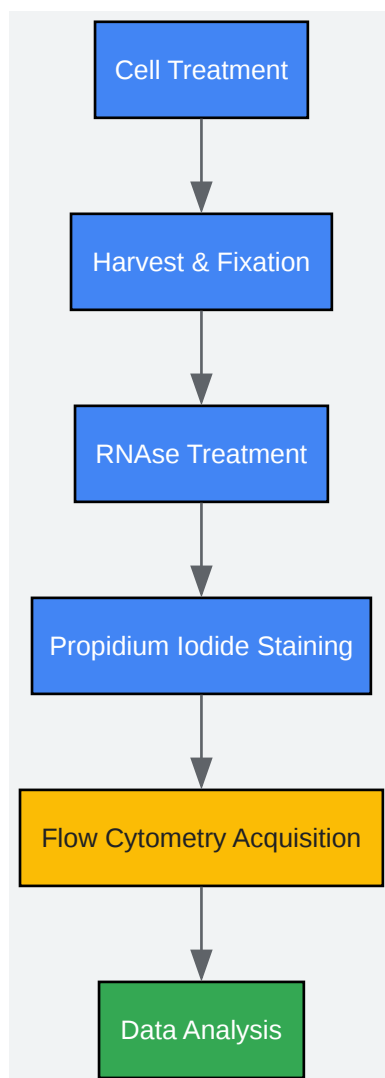 Cell Treatment
Harvest & Fixation
RNAse Treatment
Propidium Iodide Staining
Flow Cytometry Acquisition
Data Analysis